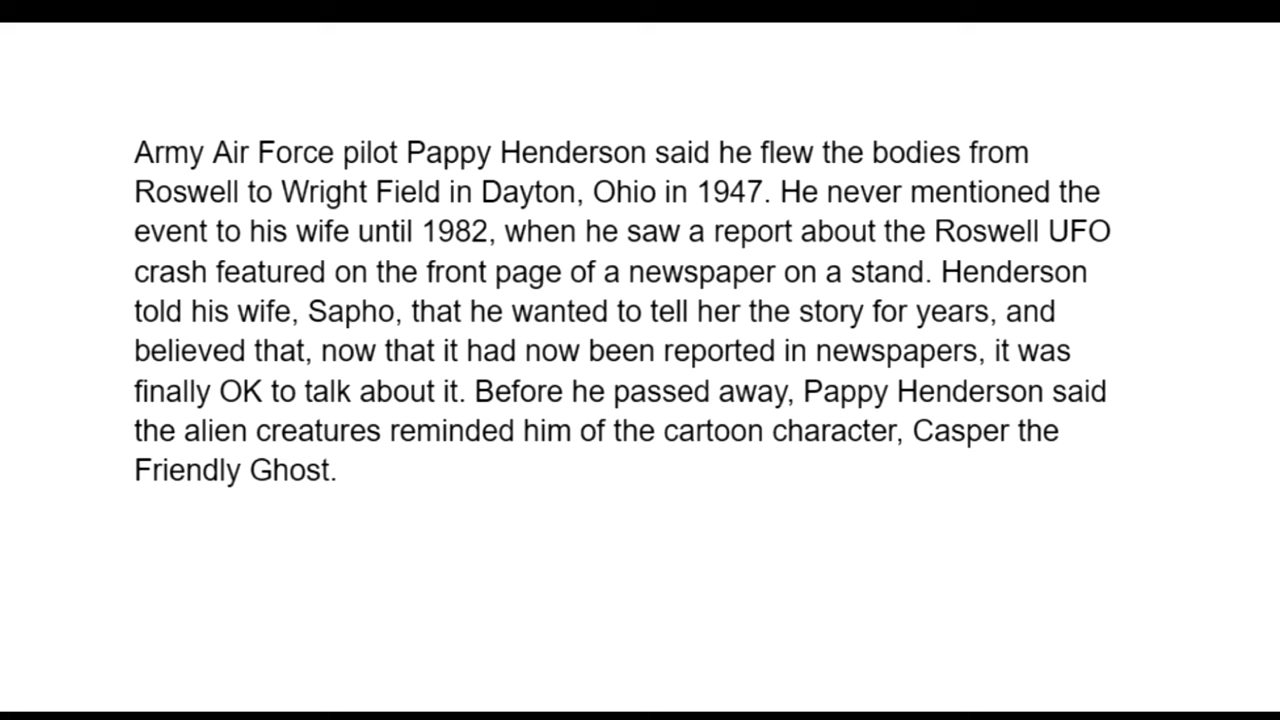 Army Air Force pilot Pappy Henderson said he flew the bodies from
Roswell to Wright Field in Dayton, Ohio in 1947. He never mentioned the
event to his wife until 1982, when he saw a report about the Roswell UFO
crash featured on the front page of a newspaper on a stand. Henderson
told his wife, Sapho, that he wanted to tell her the story for years, and
believed that, now that it had now been reported in newspapers, it was
finally OK to talk about it. Before he passed away, Pappy Henderson said
the alien creatures reminded him of the cartoon character, Casper the
Friendly Ghost.